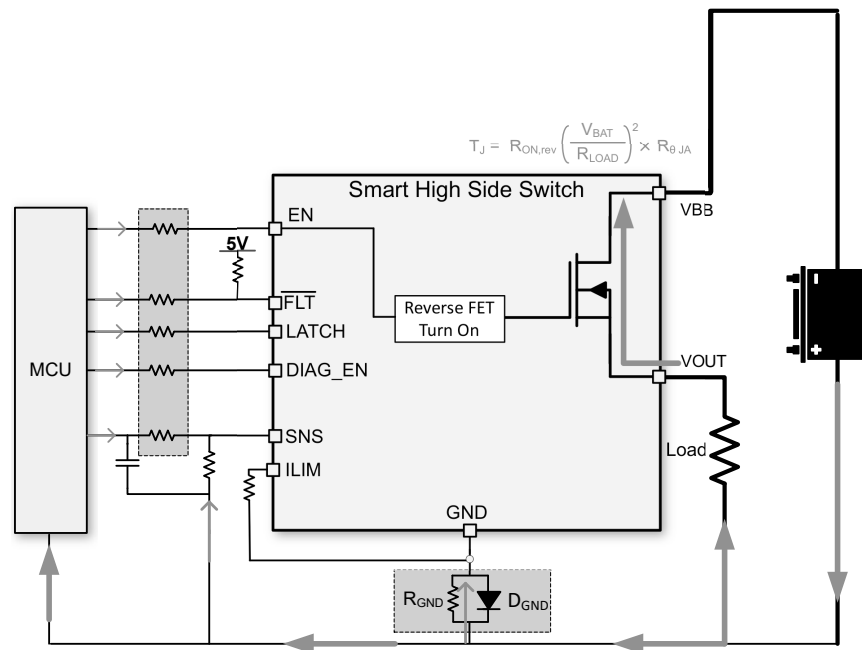 T_J = R_ON,rev (V_BAT / R_LOAD)^2 × R_θJA
Smart High Side Switch
EN
VBB
5V
FLT
Reverse FET
Turn On
LATCH
MCU
VOUT
DIAG_EN
SNS
Load
ILIM
GND
R_GND
D_GND
-
+